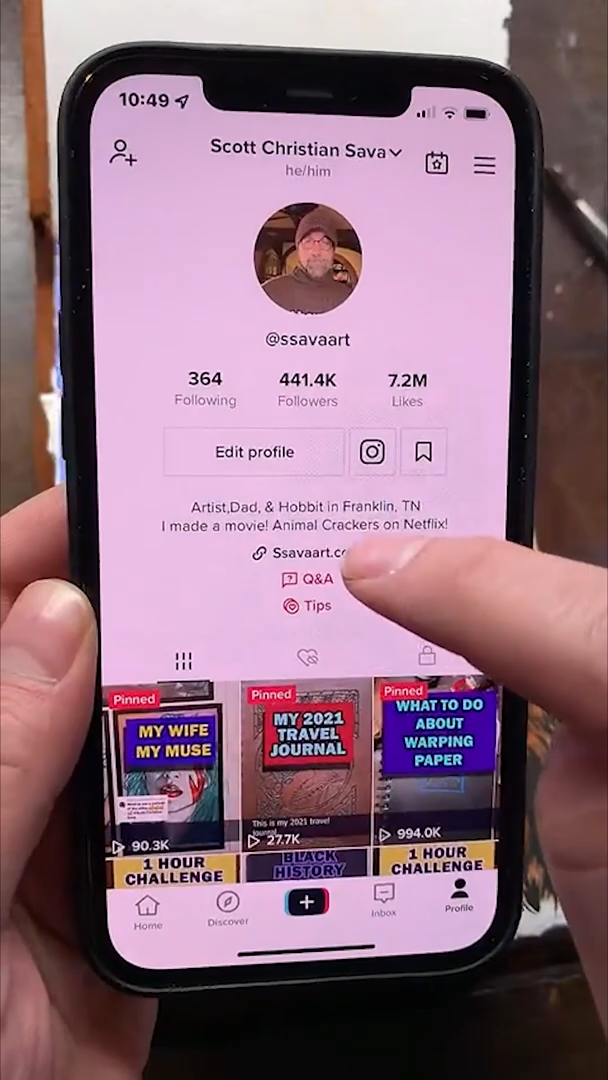 10:49
Scott Christian Sava
he/him
@ssavaart
364 441.4K 7.2M
Following Followers Likes
Edit profile
Artist,Dad, & Hobbit in Franklin, TN
I made a movie! Animal Crackers on Netflix!
Ssavaart.co
Q&A
Tips
Pinned
MY WIFE
MY MUSE
90.3K
Pinned
MY 2021
TRAVEL
JOURNAL
This is my 2021 travel
journal
27.7K
Pinned
WHAT TO DO
ABOUT
WARPING
PAPER
994.0K
1 HOUR
CHALLENGE
BLACK
HISTORY
1 HOUR
CHALLENGE
Home Discover Inbox Profile